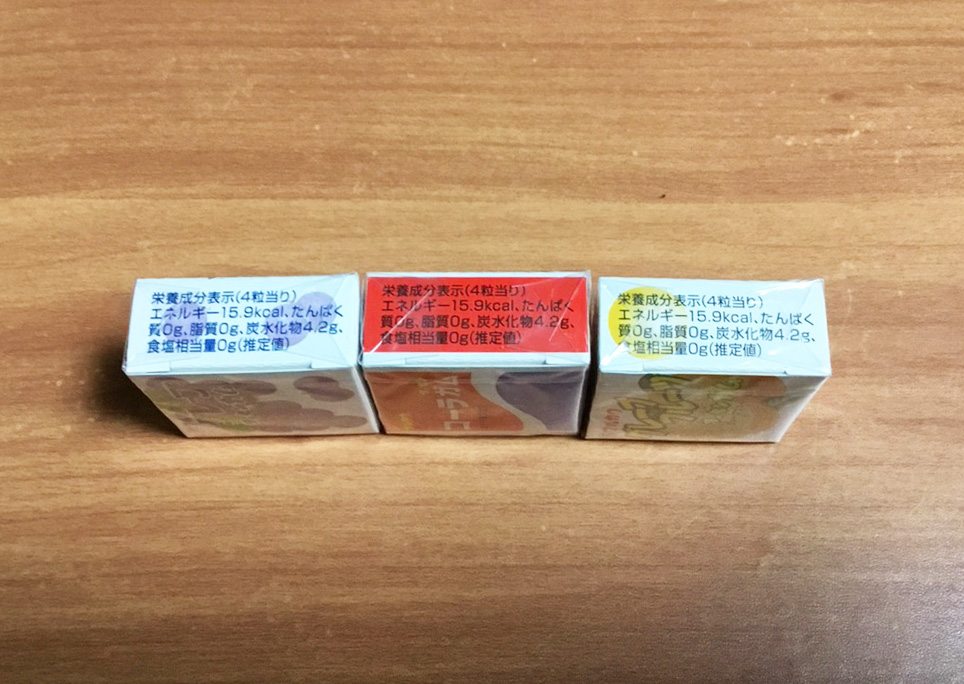 栄養成分表示(4粒当り)
エネルギー15.9kcal、たんぱく
質0g、脂質0g、炭水化物4.2g、
食塩相当量0g(推定値)
栄養成分表示(4粒当り)
エネルギー15.9kcal、たんぱく
質0g、脂質0g、炭水化物4.2g、
食塩相当量0g(推定値)
栄養成分表示(4粒当り)
エネルギー15.9kcal、たんぱく
質0g、脂質0g、炭水化物4.2g、
食塩相当量0g(推定値)
コーラガム